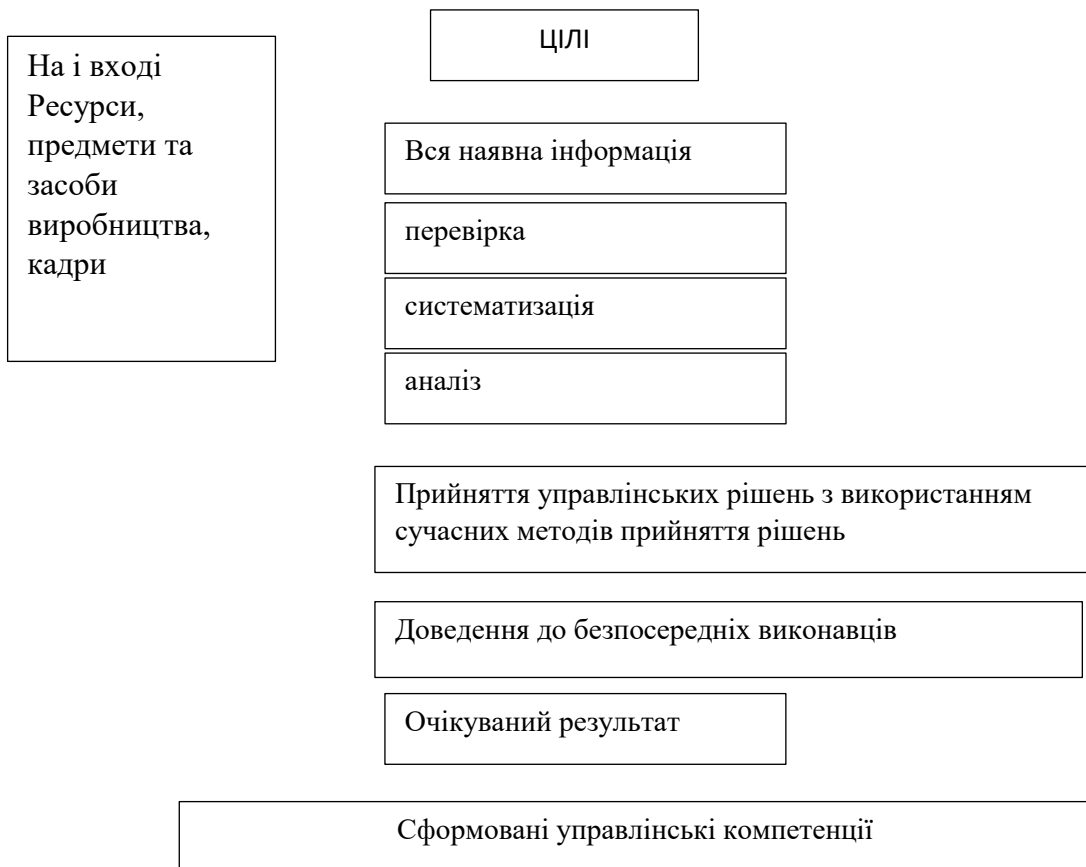 На і вході
Ресурси,
предмети та
засоби
виробництва,
кадри
ЦІЛІ
Вся наявна інформація
перевірка
систематизація
аналіз
Прийняття управлінських рішень з використанням
сучасних методів прийняття рішень
Доведення до безпосередніх виконавців
Очікуваний результат
Сформовані управлінські компетенції